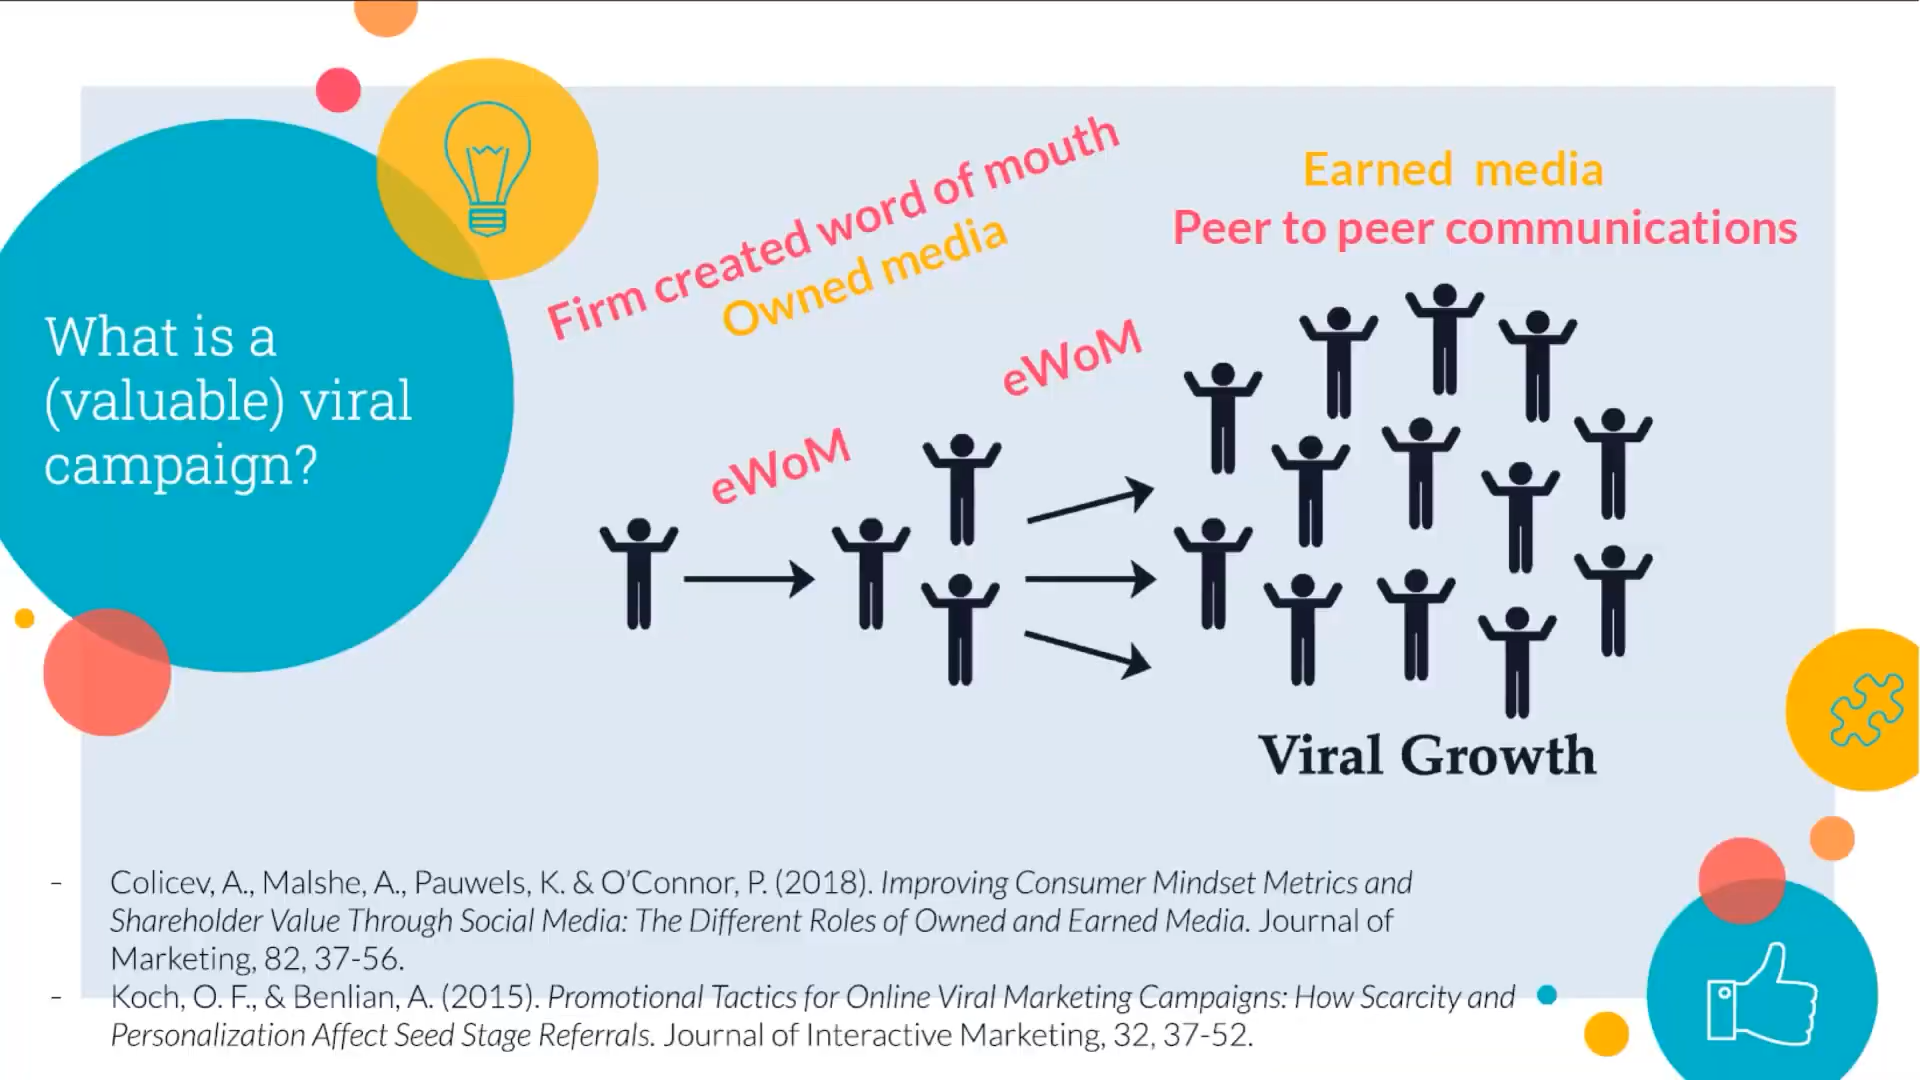 What is a
(valuable) viral
campaign?
Firm created word of mouth
Owned media
Earned media
Peer to peer communications
eWoM
eWoM
Viral Growth
- Colicev, A., Malshe, A., Pauwels, K. & O’Connor, P. (2018). Improving Consumer Mindset Metrics and
Shareholder Value Through Social Media: The Different Roles of Owned and Earned Media. Journal of
Marketing, 82, 37-56.
- Koch, O. F., & Benlian, A. (2015). Promotional Tactics for Online Viral Marketing Campaigns: How Scarcity and
Personalization Affect Seed Stage Referrals. Journal of Interactive Marketing, 32, 37-52.